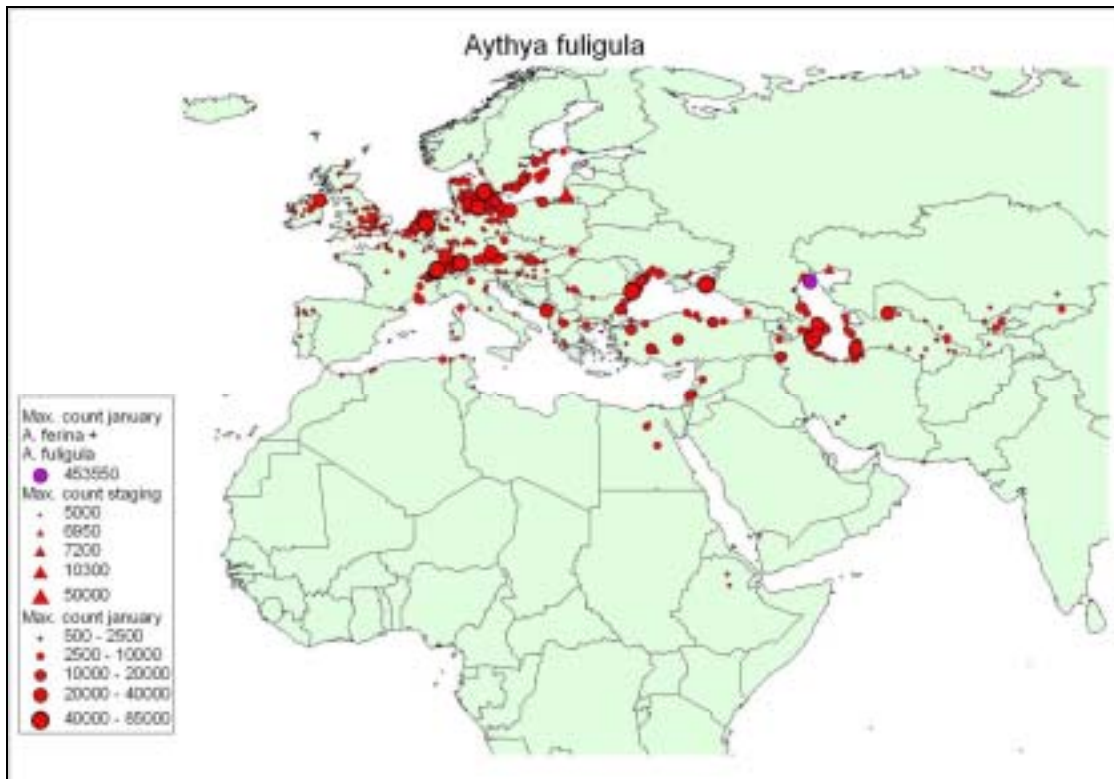 Aythya fuligula
Max. count january
A. ferina +
A. fuligula
453550
Max. count staging
5000
6950
7200
10300
50000
Max. count january
500 - 2500
2500 - 10000
10000 - 20000
20000 - 40000
40000 - 65000